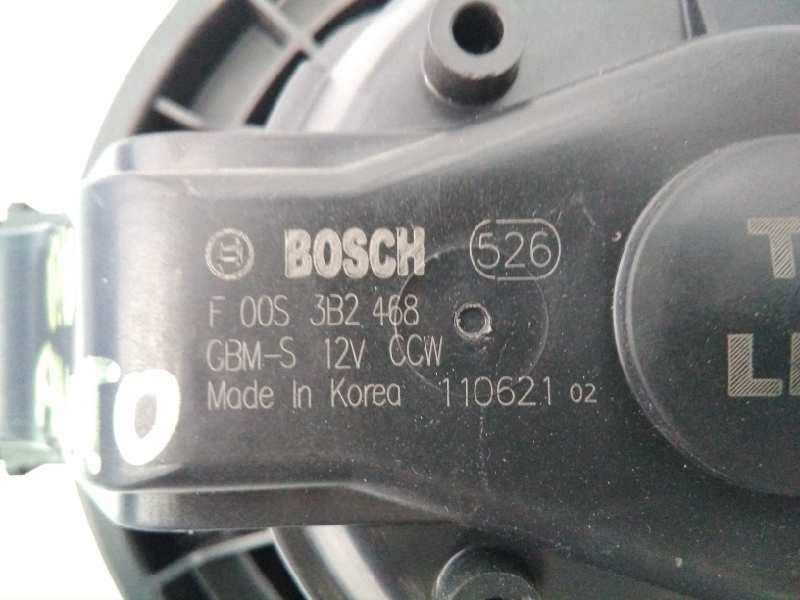 BOSCH 526
F 00S 3B2 468
GBM-S 12V CCW
Made In Korea 110621 02